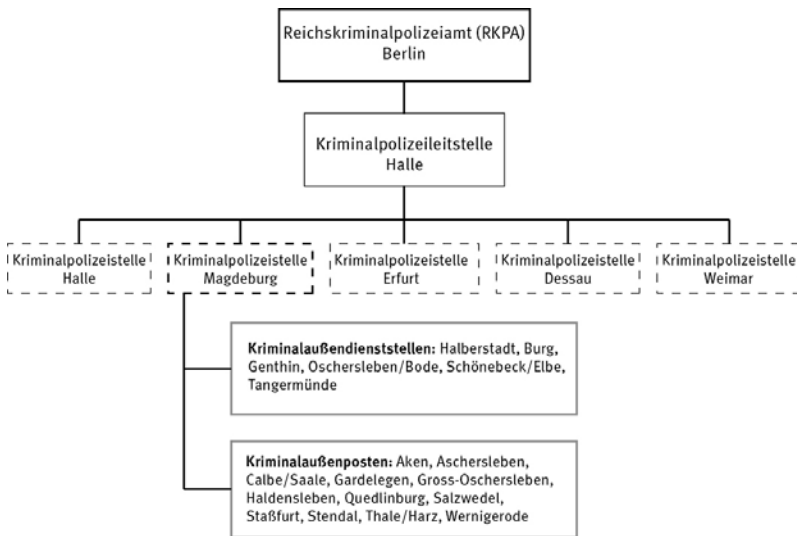 Reichskriminalpolizeiamt (RKPA)
Berlin
Kriminalpolizeileitstelle
Halle
Kriminalpolizeistelle
Halle
Kriminalpolizeistelle
Magdeburg
Kriminalpolizeistelle
Erfurt
Kriminalpolizeistelle
Dessau
Kriminalpolizeistelle
Weimar
Kriminalaußendienststellen: Halberstadt, Burg,
Genthin, Oschersleben/Bode, Schönebeck/Elbe,
Tangermünde
Kriminalaußenposten: Aken, Aschersleben,
Calbe/Saale, Gardelegen, Gross-Oschersleben,
Haldensleben, Quedlinburg, Salzwedel,
Staßfurt, Stendal, Thale/Harz, Wernigerode